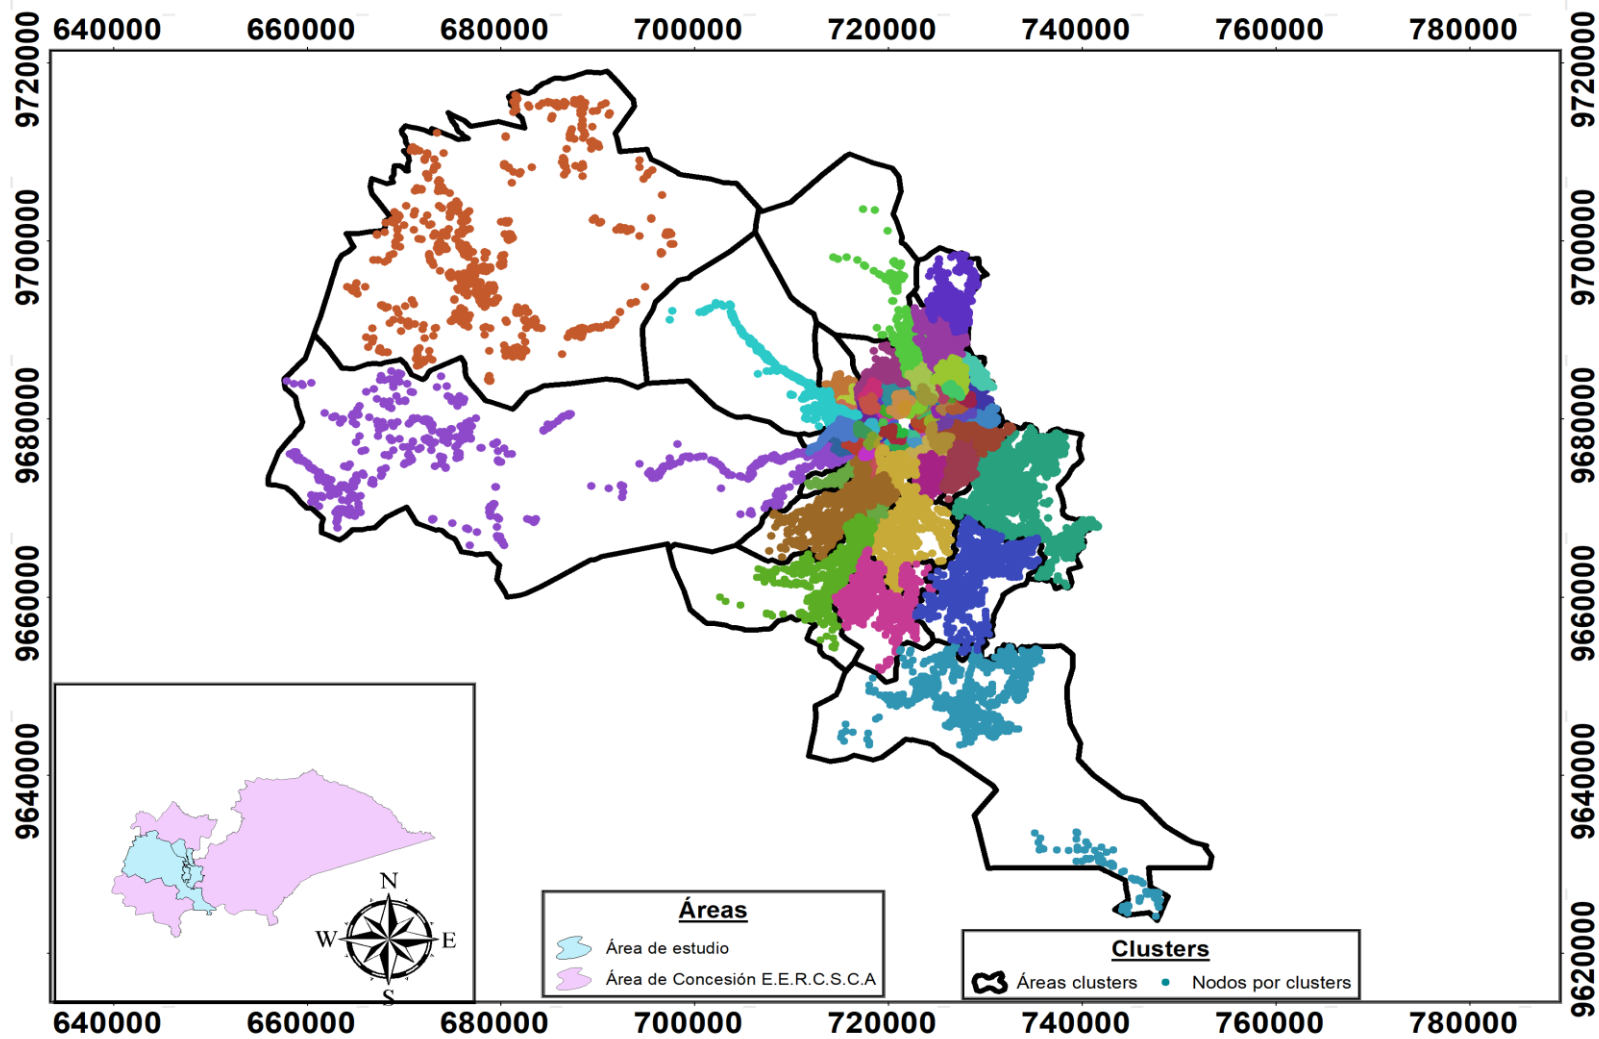 640000 660000 680000 700000 720000 740000 760000 780000
9720000 9720000
9700000 9700000
9680000 9680000
9660000 9660000
9640000 9640000
9620000 9620000
N
W E
S
Áreas
Área de estudio
Área de Concesión E.E.R.C.S.C.A
Clusters
Áreas clusters Nodos por clusters
640000 660000 680000 700000 720000 740000 760000 780000